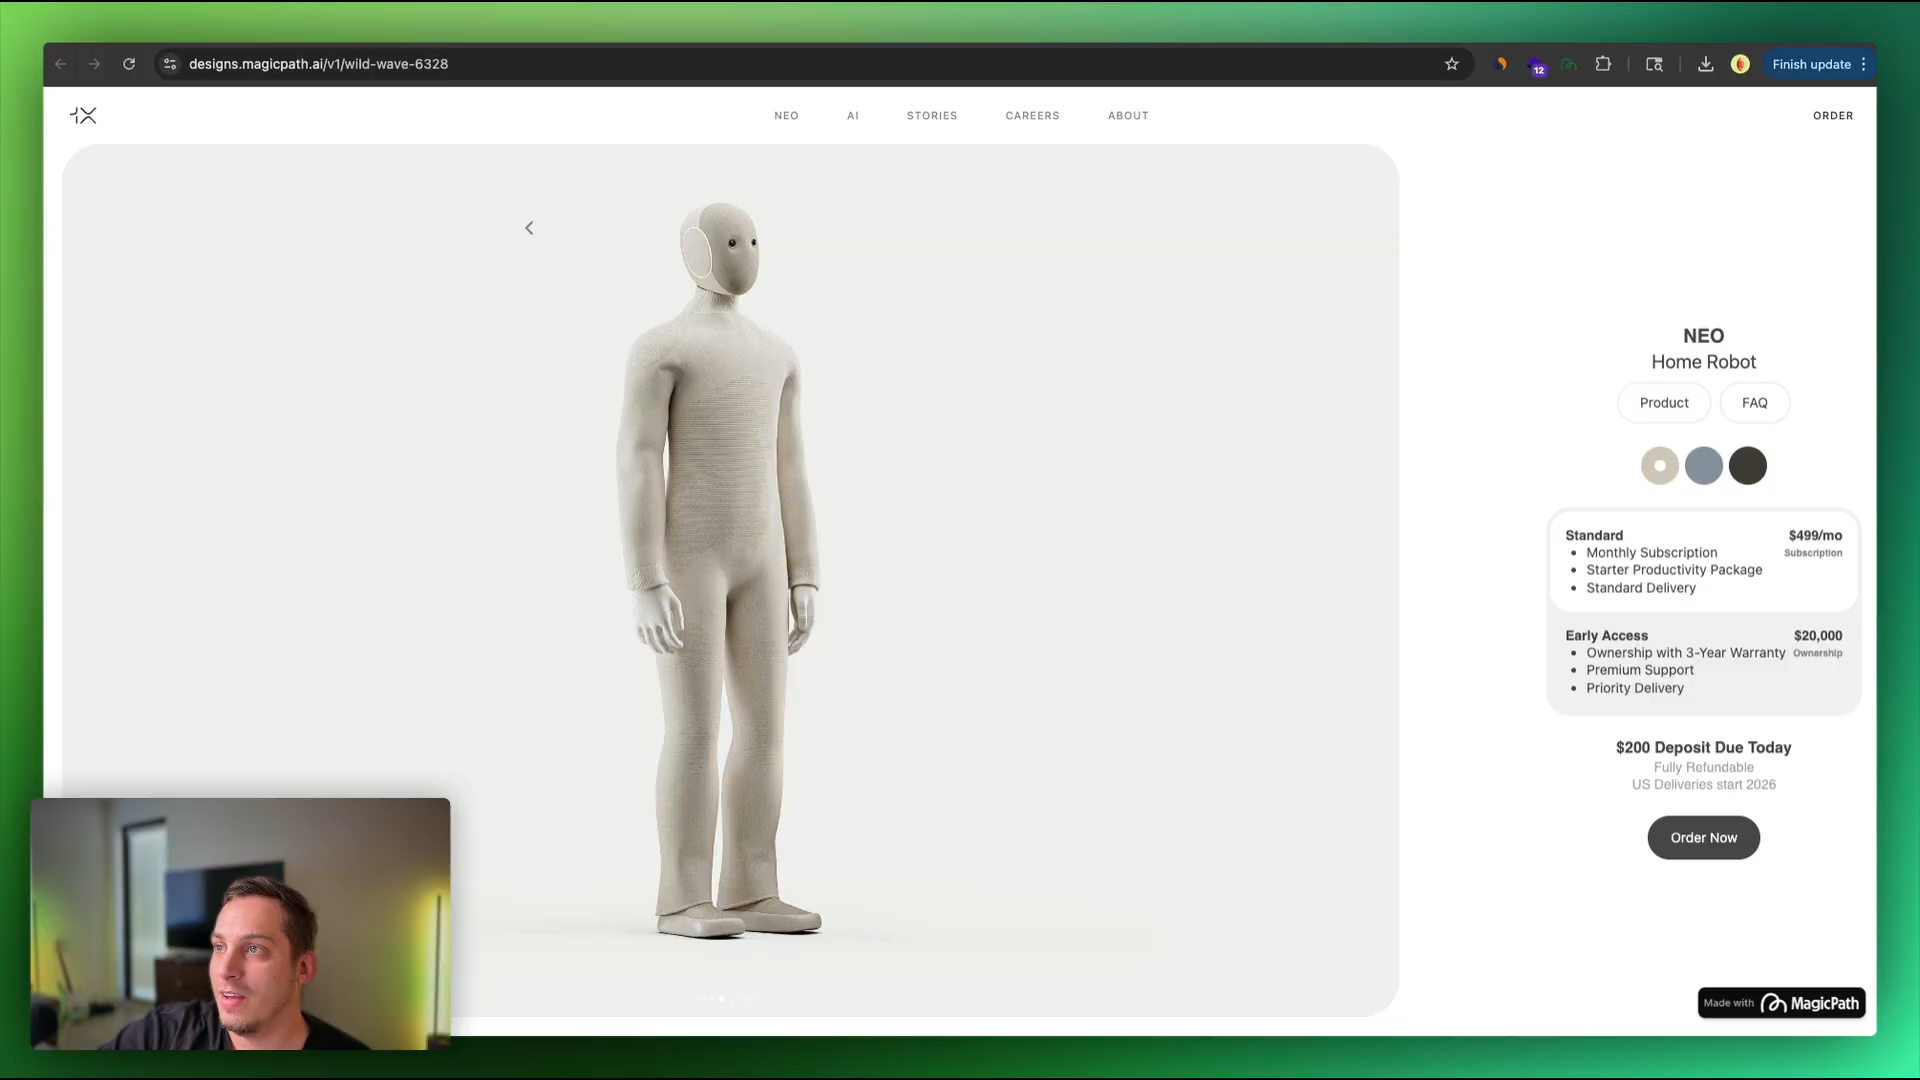 designs.magicpath.ai/v1/wild-wave-6328
12
Finish update
1X
NEO AI STORIES CAREERS ABOUT
ORDER
NEO
Home Robot
Product FAQ
Standard $499/mo
Monthly Subscription Subscription
Starter Productivity Package
Standard Delivery
Early Access $20,000
Ownership with 3-Year Warranty Ownership
Premium Support
Priority Delivery
$200 Deposit Due Today
Fully Refundable
US Deliveries start 2026
Order Now
Made with MagicPath